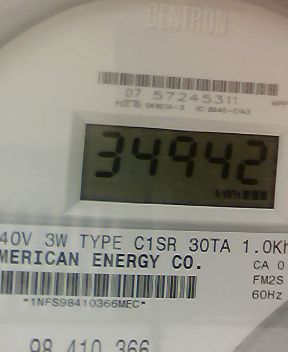 CENTRON®
07 57245311
34942
kWh
40V 3W TYPE C1SR 30TA 1.0Kh
MERICAN ENERGY CO.
CA 0
FM2S
*1NFS98410366MEC*
60Hz
98 410 366